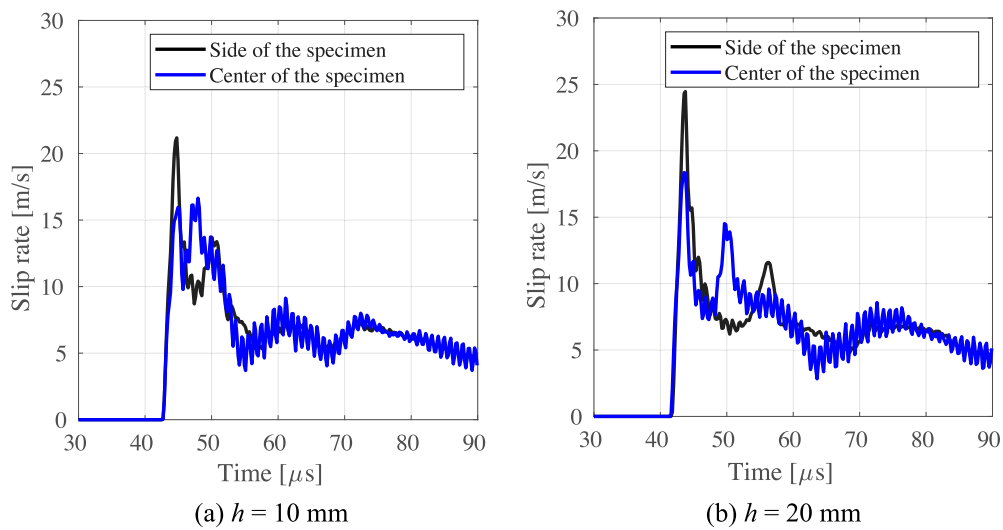 30
25
20
15
10
5
0
Slip rate [m/s]
Side of the specimen
Center of the specimen
30 40 50 60 70 80 90
Time [μs]
(a) h = 10 mm
30
25
20
15
10
5
0
Slip rate [m/s]
Side of the specimen
Center of the specimen
30 40 50 60 70 80 90
Time [μs]
(b) h = 20 mm